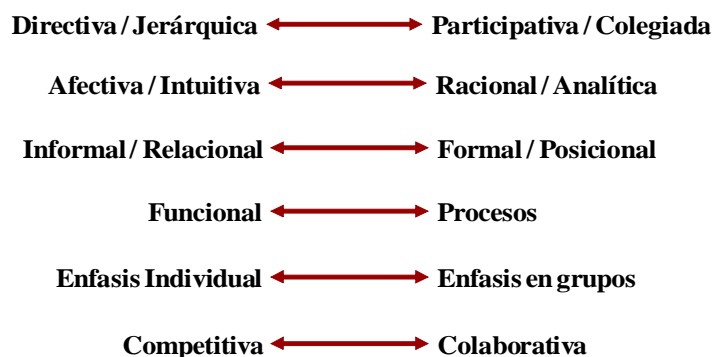 Directiva / Jerárquica Participativa / Colegiada
Afectiva / Intuitiva Racional / Analítica
Informal / Relacional Formal / Posicional
Funcional Procesos
Enfasis Individual Enfasis en grupos
Competitiva Colaborativa